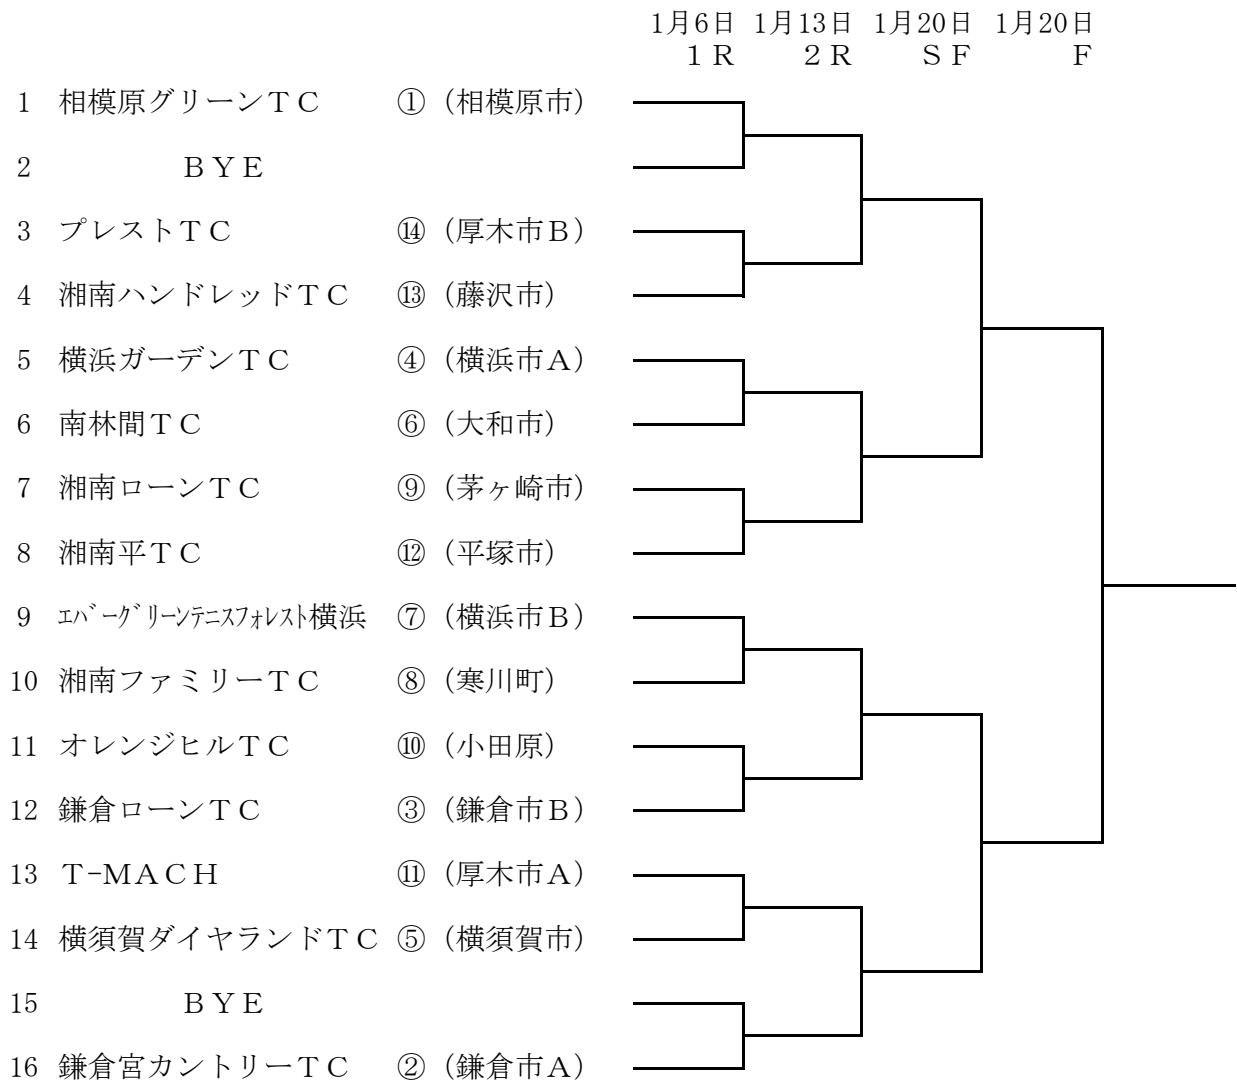 1月6日 1月13日 1月20日 1月20日
１Ｒ ２Ｒ ＳＦ Ｆ
1 相模原グリーンＴＣ ① (相模原市)
2 ＢＹＥ
3 プレストＴＣ ⑭ (厚木市Ｂ)
4 湘南ハンドレッドＴＣ ⑬ (藤沢市)
5 横浜ガーデンＴＣ ④ (横浜市Ａ)
6 南林間ＴＣ ⑥ (大和市)
7 湘南ローンＴＣ ⑨ (茅ヶ崎市)
8 湘南平ＴＣ ⑫ (平塚市)
9 ｴﾊﾞｰｸﾞﾘｰﾝﾃﾆｽﾌｫﾚｽﾄ横浜 ⑦ (横浜市Ｂ)
10 湘南ファミリーＴＣ ⑧ (寒川町)
11 オレンジヒルＴＣ ⑩ (小田原)
12 鎌倉ローンＴＣ ③ (鎌倉市Ｂ)
13 Ｔ-ＭＡＣＨ ⑪ (厚木市Ａ)
14 横須賀ダイヤランドＴＣ ⑤ (横須賀市)
15 ＢＹＥ
16 鎌倉宮カントリーＴＣ ② (鎌倉市Ａ)